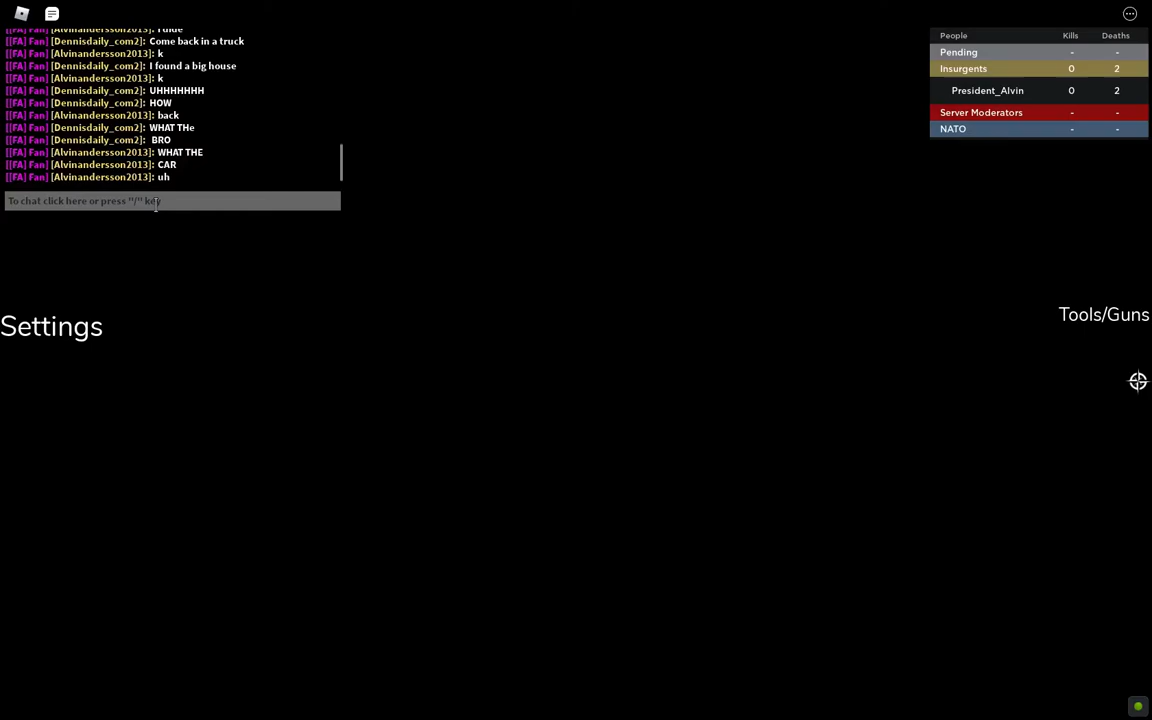 [[FA] Fan] [Alvinandersson2013]:
[[FA] Fan] [Dennisdaily_com2]: Come back in a truck
[[FA] Fan] [Alvinandersson2013]: k
[[FA] Fan] [Dennisdaily_com2]: I found a big house
[[FA] Fan] [Alvinandersson2013]: k
[[FA] Fan] [Dennisdaily_com2]: UHHHHHHH
[[FA] Fan] [Dennisdaily_com2]: HOW
[[FA] Fan] [Alvinandersson2013]: back
[[FA] Fan] [Dennisdaily_com2]: WHAT THe
[[FA] Fan] [Dennisdaily_com2]: BRO
[[FA] Fan] [Alvinandersson2013]: WHAT THE
[[FA] Fan] [Alvinandersson2013]: CAR
[[FA] Fan] [Alvinandersson2013]: uh
To chat click here or press "/" key
People Kills Deaths
Pending - -
Insurgents 0 2
President_Alvin 0 2
Server Moderators - -
NATO - -
Settings
Tools/Guns